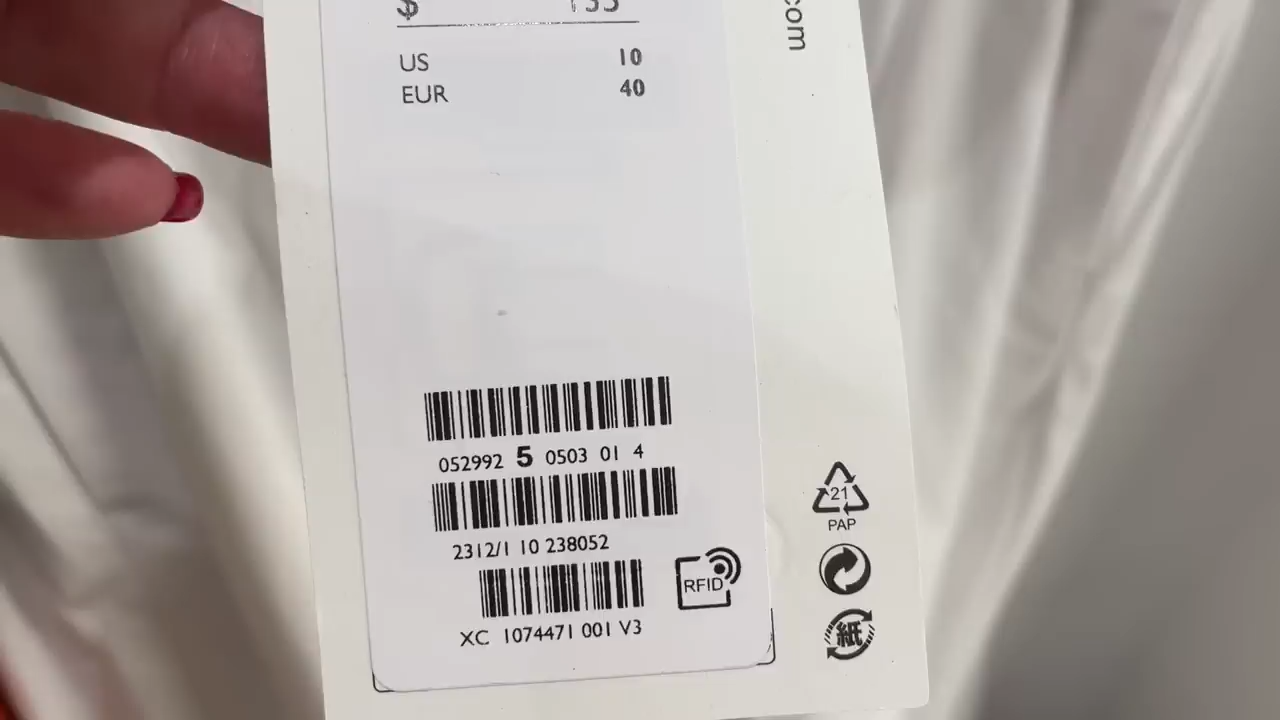 $
US 10
EUR 40
052992 5 0503 01 4
2312/1 10 238052
XC 1074471 001 V3
RFID
com
21
PAP
紙